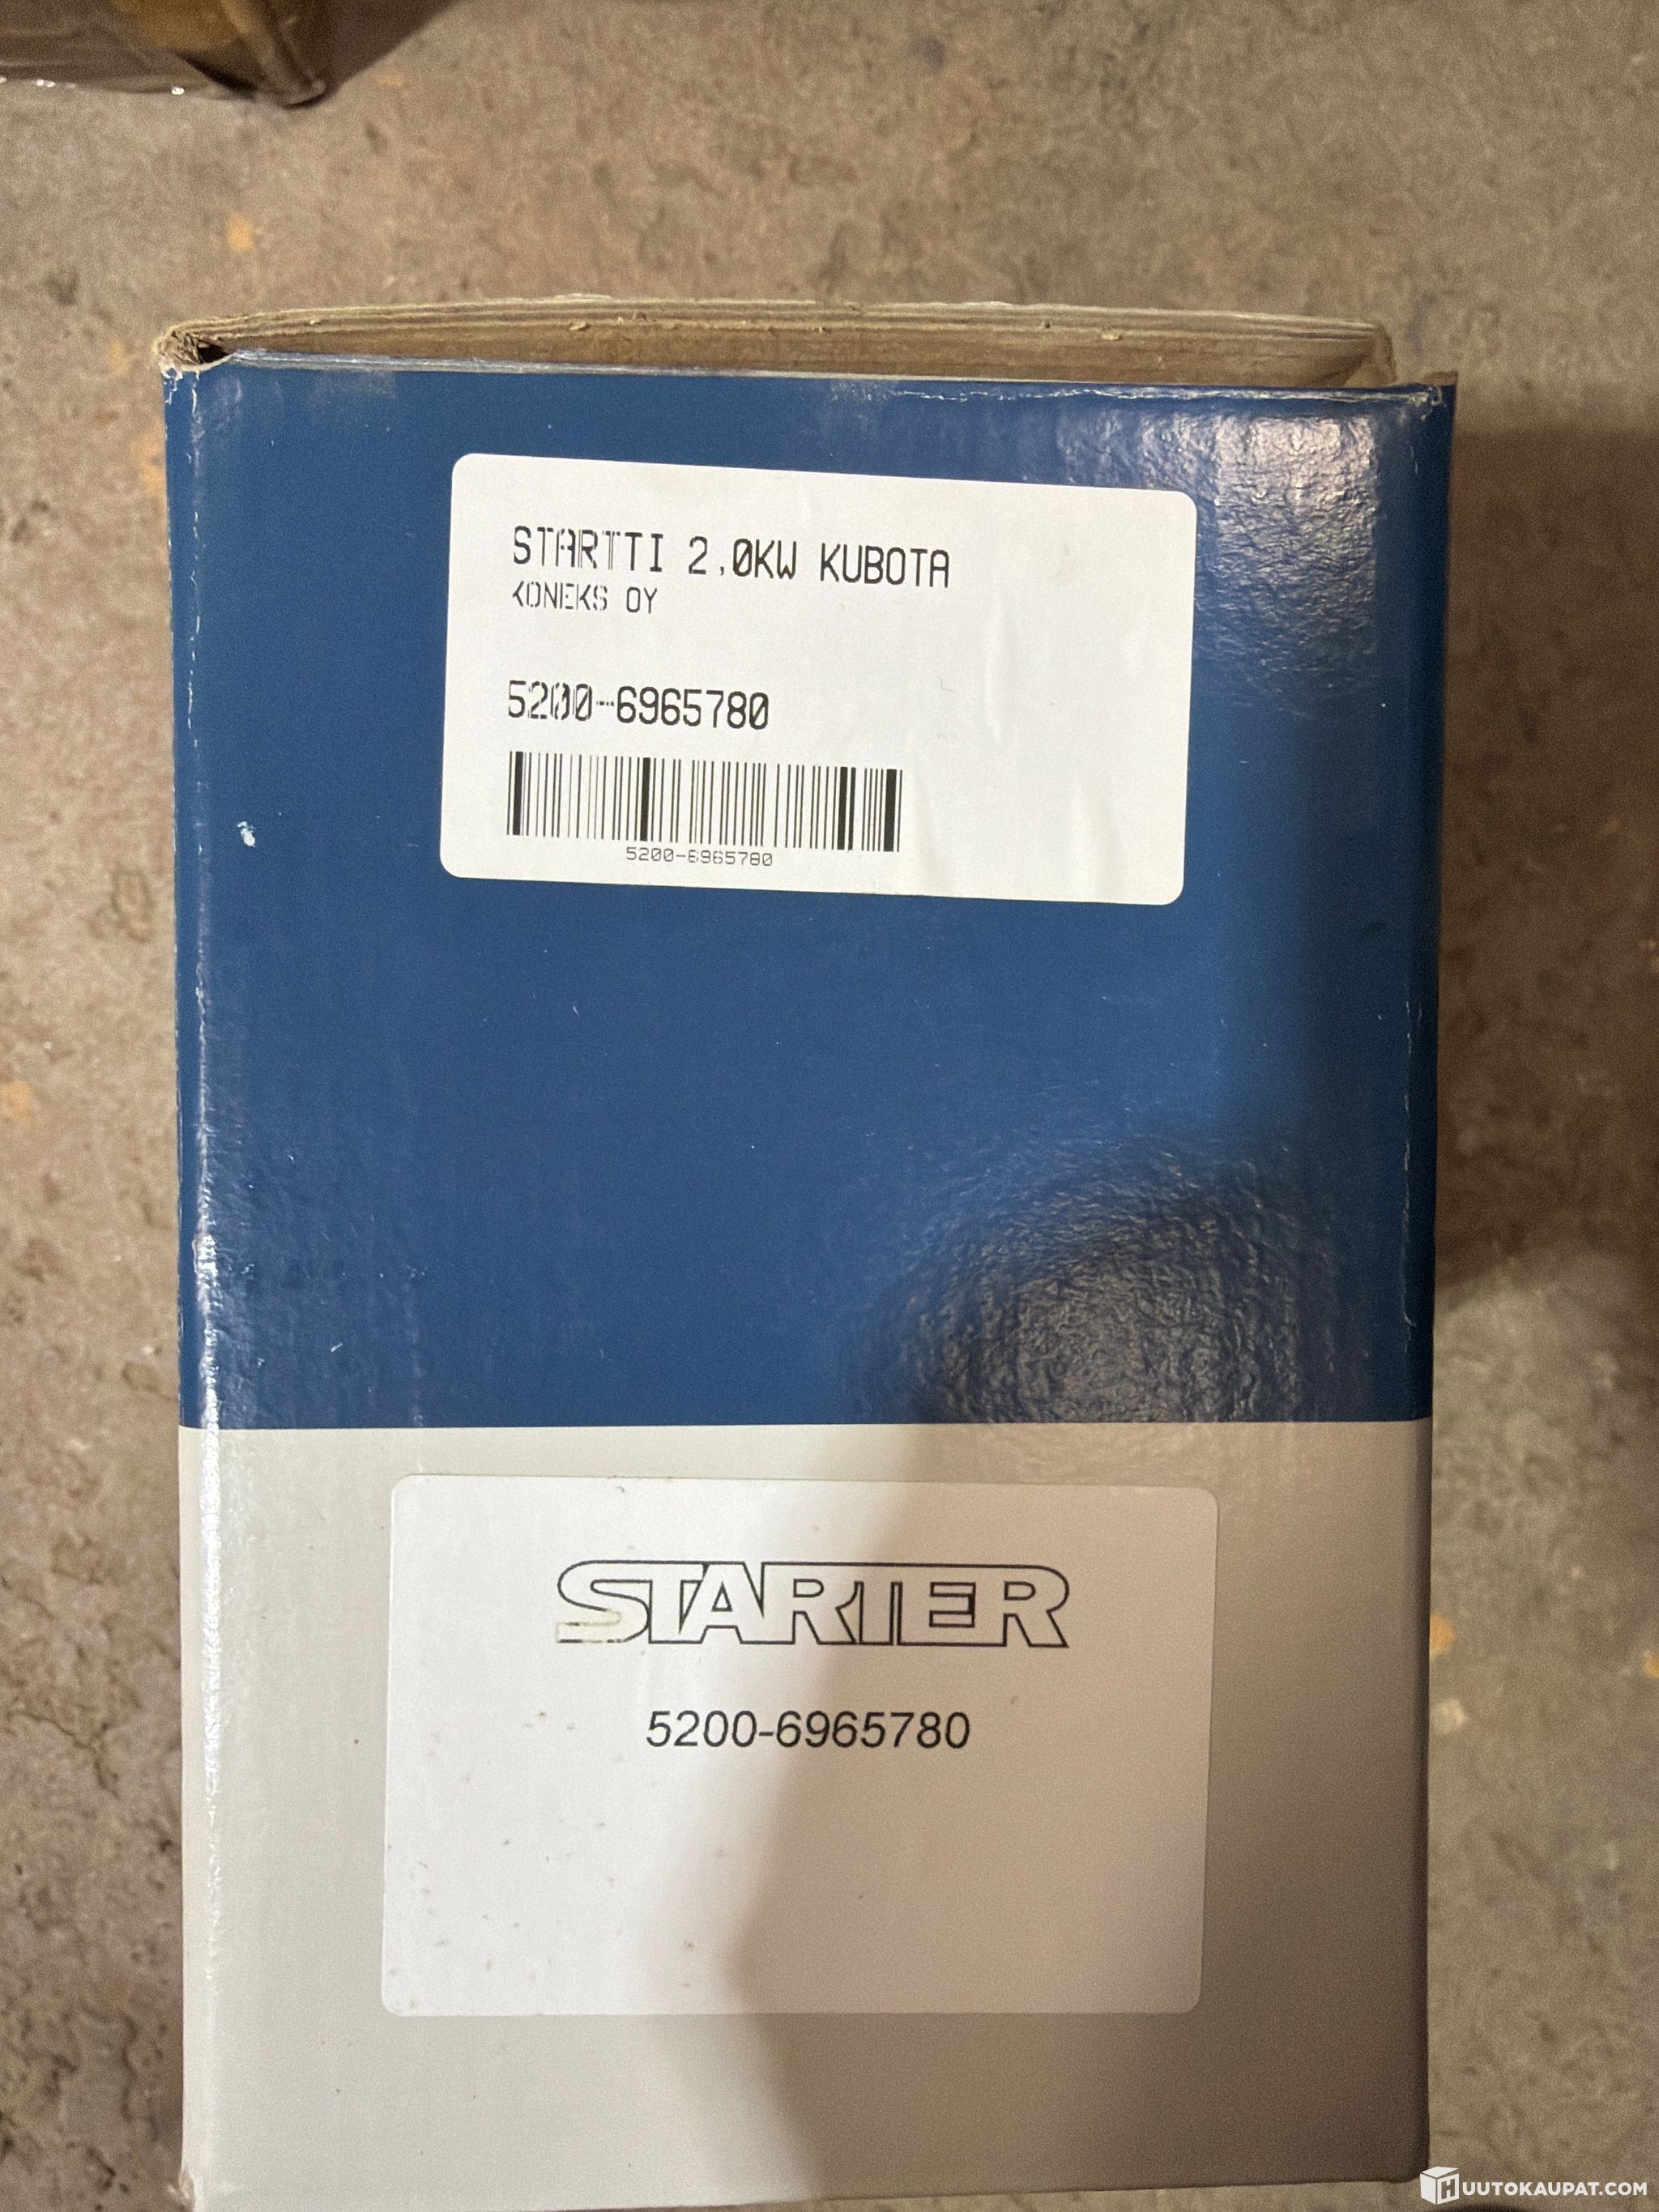 STARTTI 2,0KW KUBOTA
KONEKS OY
5200-6965780
5200-6965780
STARTER
5200-6965780
HUUTOKAUPAT.COM